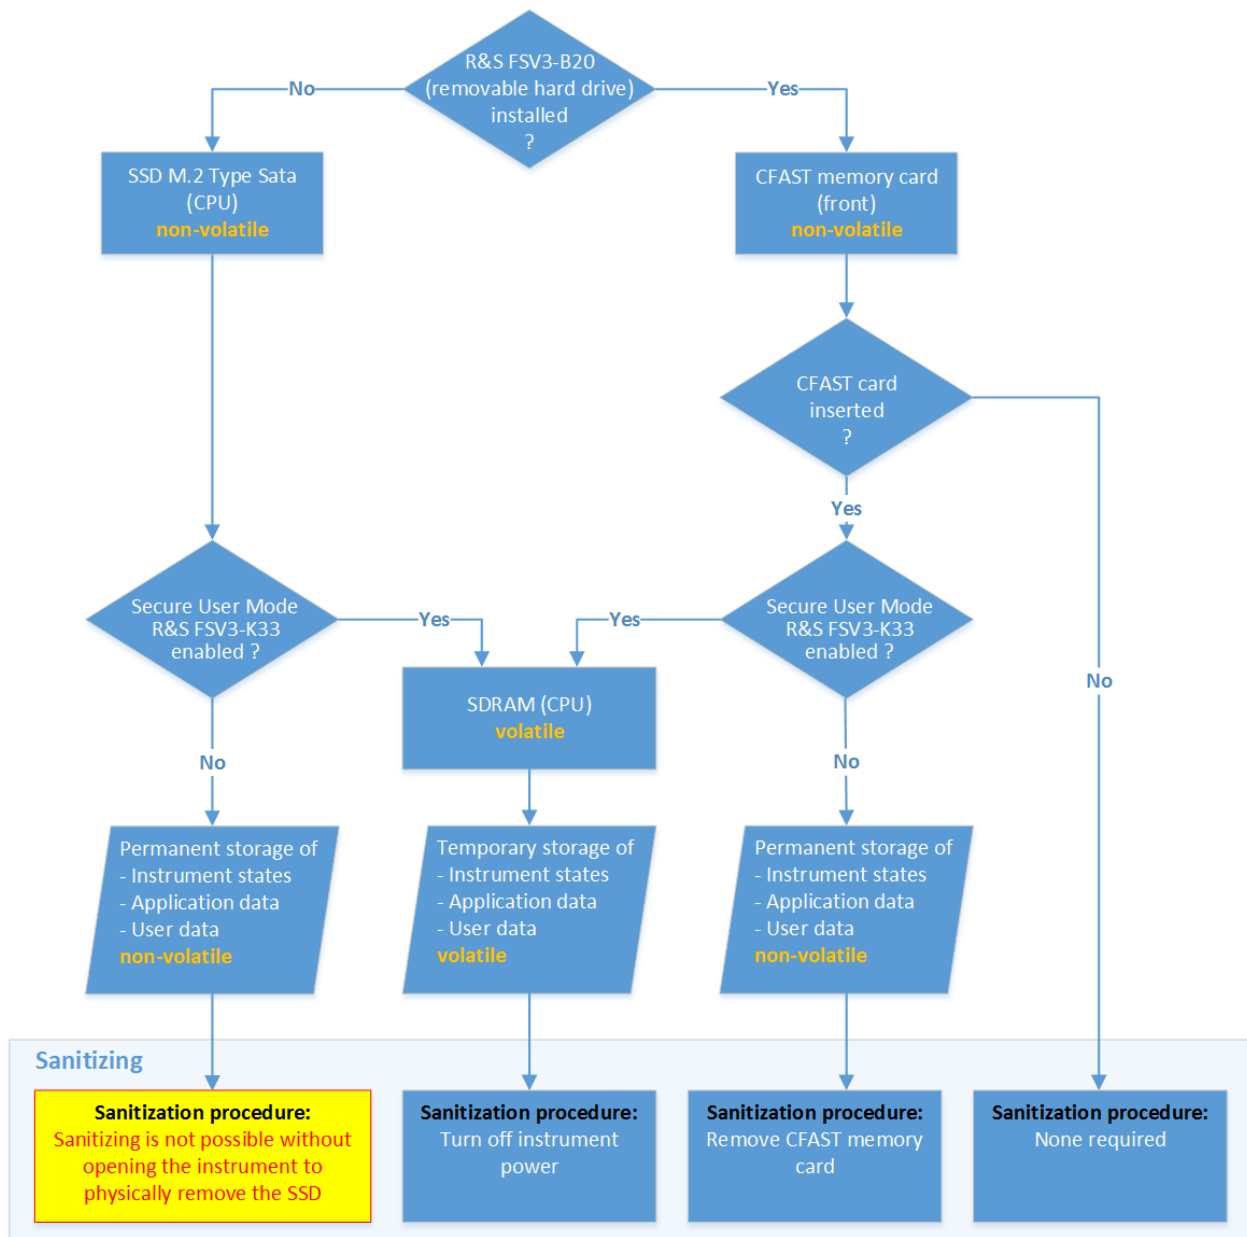 R&S FSV3-B20
(removable hard drive)
installed
?
No
Yes
SSD M.2 Type Sata
(CPU)
non-volatile
CFAST memory card
(front)
non-volatile
CFAST card
inserted
?
Yes
No
Secure User Mode
R&S FSV3-K33
enabled ?
Yes
No
Secure User Mode
R&S FSV3-K33
enabled ?
Yes
No
SDRAM (CPU)
volatile
Permanent storage of
- Instrument states
- Application data
- User data
non-volatile
Temporary storage of
- Instrument states
- Application data
- User data
volatile
Permanent storage of
- Instrument states
- Application data
- User data
non-volatile
Sanitizing
Sanitization procedure:
Sanitizing is not possible without
opening the instrument to
physically remove the SSD
Sanitization procedure:
Turn off instrument
power
Sanitization procedure:
Remove CFAST memory
card
Sanitization procedure:
None required